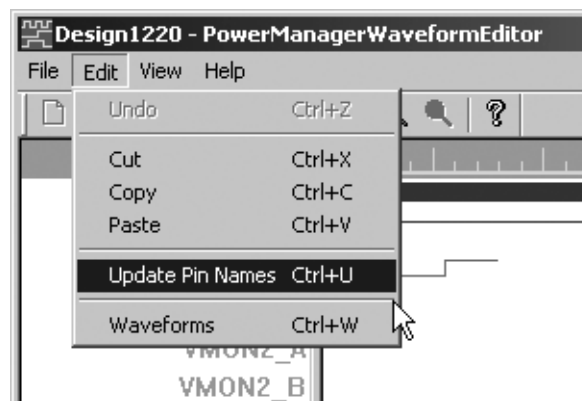 Design1220 - PowerManagerWaveformEditor
File Edit View Help
Undo Ctrl+Z
Cut Ctrl+X
Copy Ctrl+C
Paste Ctrl+V
Update Pin Names Ctrl+U
Waveforms Ctrl+W
VMON2_A
VMON2_B